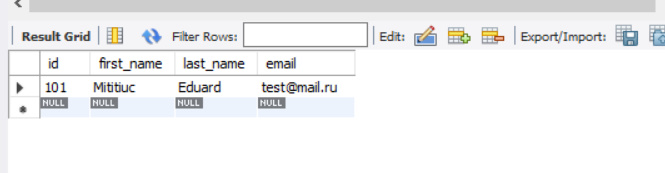 Result Grid Filter Rows: Edit: Export/Import:
id first_name last_name email
101 Mititiuc Eduard test@mail.ru
NULL NULL NULL NULL